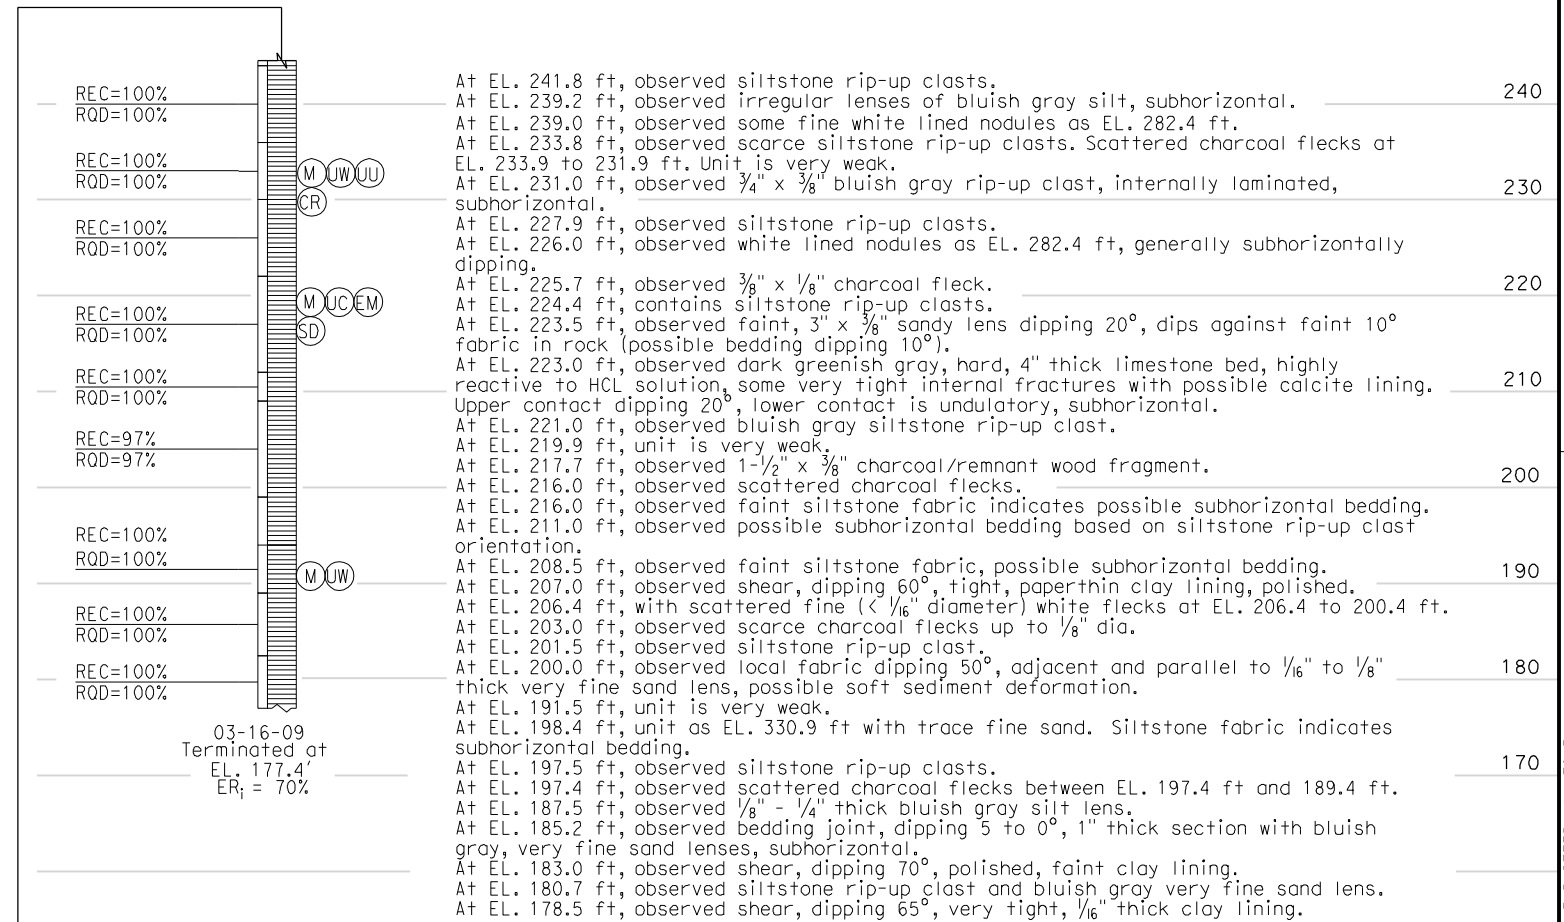 REC=100%
RQD=100%
REC=100%
RQD=100%
M UW UU
CR
REC=100%
RQD=100%
M UC EM
REC=100%
RQD=100%
SD
REC=100%
RQD=100%
REC=97%
RQD=97%
REC=100%
RQD=100%
M UW
REC=100%
RQD=100%
REC=100%
RQD=100%
03-16-09
Terminated at
EL. 177.4'
ERi = 70%
At EL. 241.8 ft, observed siltstone rip-up clasts.
At EL. 239.2 ft, observed irregular lenses of bluish gray silt, subhorizontal.
At EL. 239.0 ft, observed some fine white lined nodules as EL. 282.4 ft.
At EL. 233.8 ft, observed scarce siltstone rip-up clasts. Scattered charcoal flecks at
EL. 233.9 to 231.9 ft. Unit is very weak.
At EL. 231.0 ft, observed 3/4" x 3/8" bluish gray rip-up clast, internally laminated,
subhorizontal.
At EL. 227.9 ft, observed siltstone rip-up clasts.
At EL. 226.0 ft, observed white lined nodules as EL. 282.4 ft, generally subhorizontally
dipping.
At EL. 225.7 ft, observed 3/8" x 1/8" charcoal fleck.
At EL. 224.4 ft, contains siltstone rip-up clasts.
At EL. 223.5 ft, observed faint, 3" x 3/8" sandy lens dipping 20°, dips against faint 10°
fabric in rock (possible bedding dipping 10°).
At EL. 223.0 ft, observed dark greenish gray, hard, 4" thick limestone bed, highly
reactive to HCL solution, some very tight internal fractures with possible calcite lining.
Upper contact dipping 20°, lower contact is undulatory, subhorizontal.
At EL. 221.0 ft, observed bluish gray siltstone rip-up clast.
At EL. 219.9 ft, unit is very weak.
At EL. 217.7 ft, observed 1-1/2" x 3/8" charcoal/remnant wood fragment.
At EL. 216.0 ft, observed scattered charcoal flecks.
At EL. 216.0 ft, observed faint siltstone fabric indicates possible subhorizontal bedding.
At EL. 211.0 ft, observed possible subhorizontal bedding based on siltstone rip-up clast
orientation.
At EL. 208.5 ft, observed faint siltstone fabric, possible subhorizontal bedding.
At EL. 207.0 ft, observed shear, dipping 60°, tight, paperthin clay lining, polished.
At EL. 206.4 ft, with scattered fine (< 1/16" diameter) white flecks at EL. 206.4 to 200.4 ft.
At EL. 203.0 ft, observed scarce charcoal flecks up to 1/8" dia.
At EL. 201.5 ft, observed siltstone rip-up clast.
At EL. 200.0 ft, observed local fabric dipping 50°, adjacent and parallel to 1/16" to 1/8"
thick very fine sand lens, possible soft sediment deformation.
At EL. 191.5 ft, unit is very weak.
At EL. 198.4 ft, unit as EL. 330.9 ft with trace fine sand. Siltstone fabric indicates
subhorizontal bedding.
At EL. 197.5 ft, observed siltstone rip-up clasts.
At EL. 197.4 ft, observed scattered charcoal flecks between EL. 197.4 ft and 189.4 ft.
At EL. 187.5 ft, observed 1/8" - 1/4" thick bluish gray silt lens.
At EL. 185.2 ft, observed bedding joint, dipping 5 to 0°, 1" thick section with bluish
gray, very fine sand lenses, subhorizontal.
At EL. 183.0 ft, observed shear, dipping 70°, polished, faint clay lining.
At EL. 180.7 ft, observed siltstone rip-up clast and bluish gray very fine sand lens.
At EL. 178.5 ft, observed shear, dipping 65°, very tight, 1/16" thick clay lining.
240
230
220
210
200
190
180
170